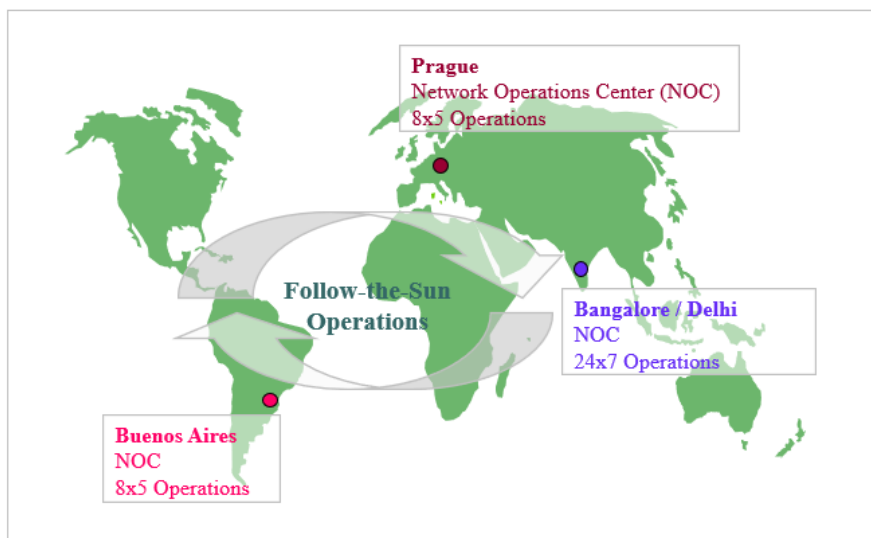 Prague
Network Operations Center (NOC)
8x5 Operations
Follow-the-Sun
Operations
Bangalore / Delhi
NOC
24x7 Operations
Buenos Aires
NOC
8x5 Operations